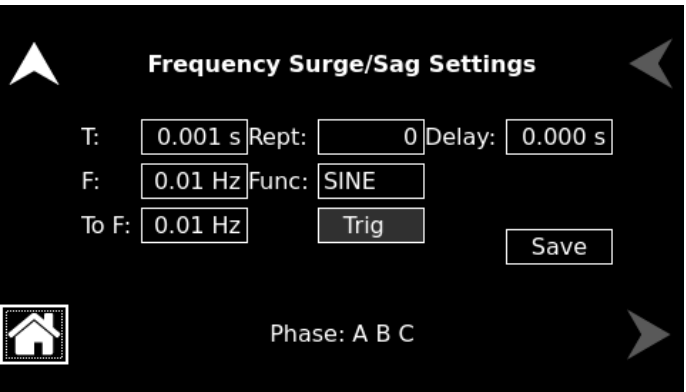 Frequency Surge/Sag Settings
T: 0.001 s Rept: 0 Delay: 0.000 s
F: 0.01 Hz Func: SINE
To F: 0.01 Hz Trig
Save
Phase: A B C